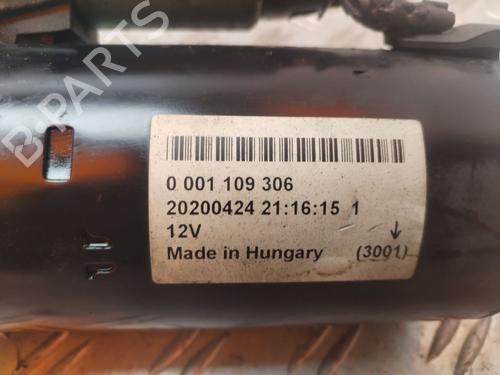 B-PARTS
0 001 109 306
20200424 21:16:15 1
12V
Made in Hungary (3001)